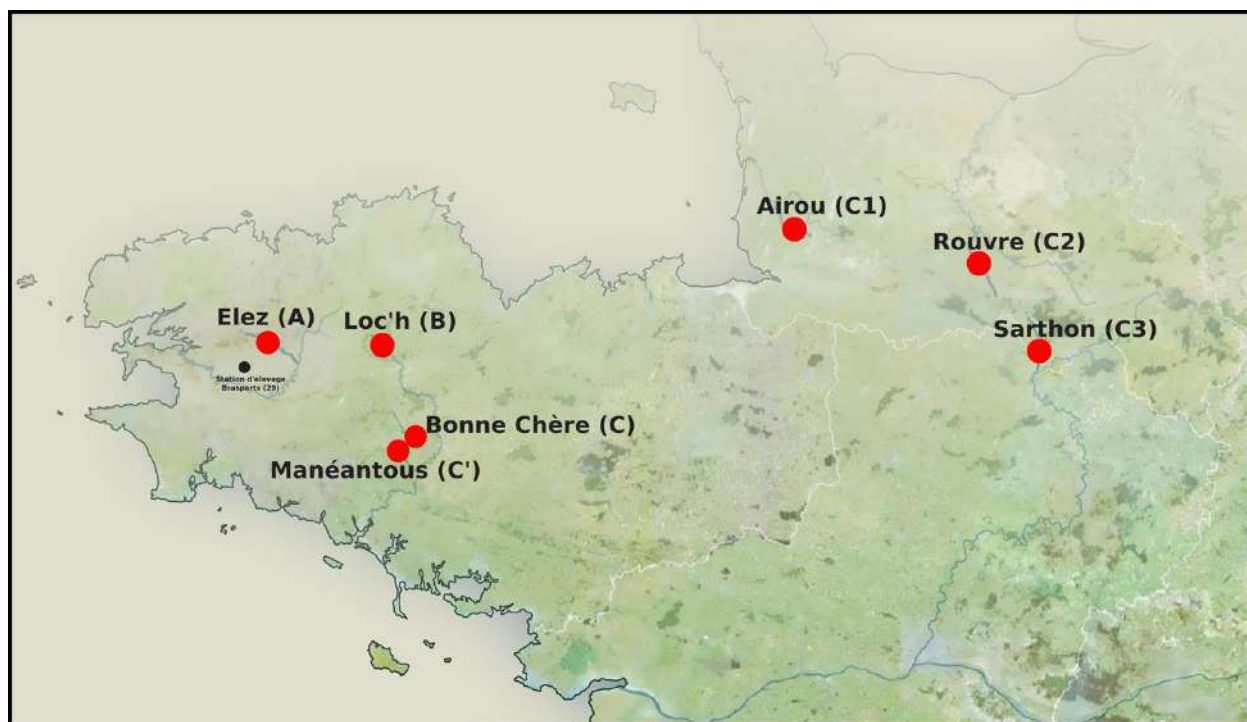 Airou (C1)
Rouvre (C2)
Elez (A)
Loc'h (B)
Sarthon (C3)
Station d'élevage
Brasparts (29)
Bonne Chère (C)
Manéantous (C')